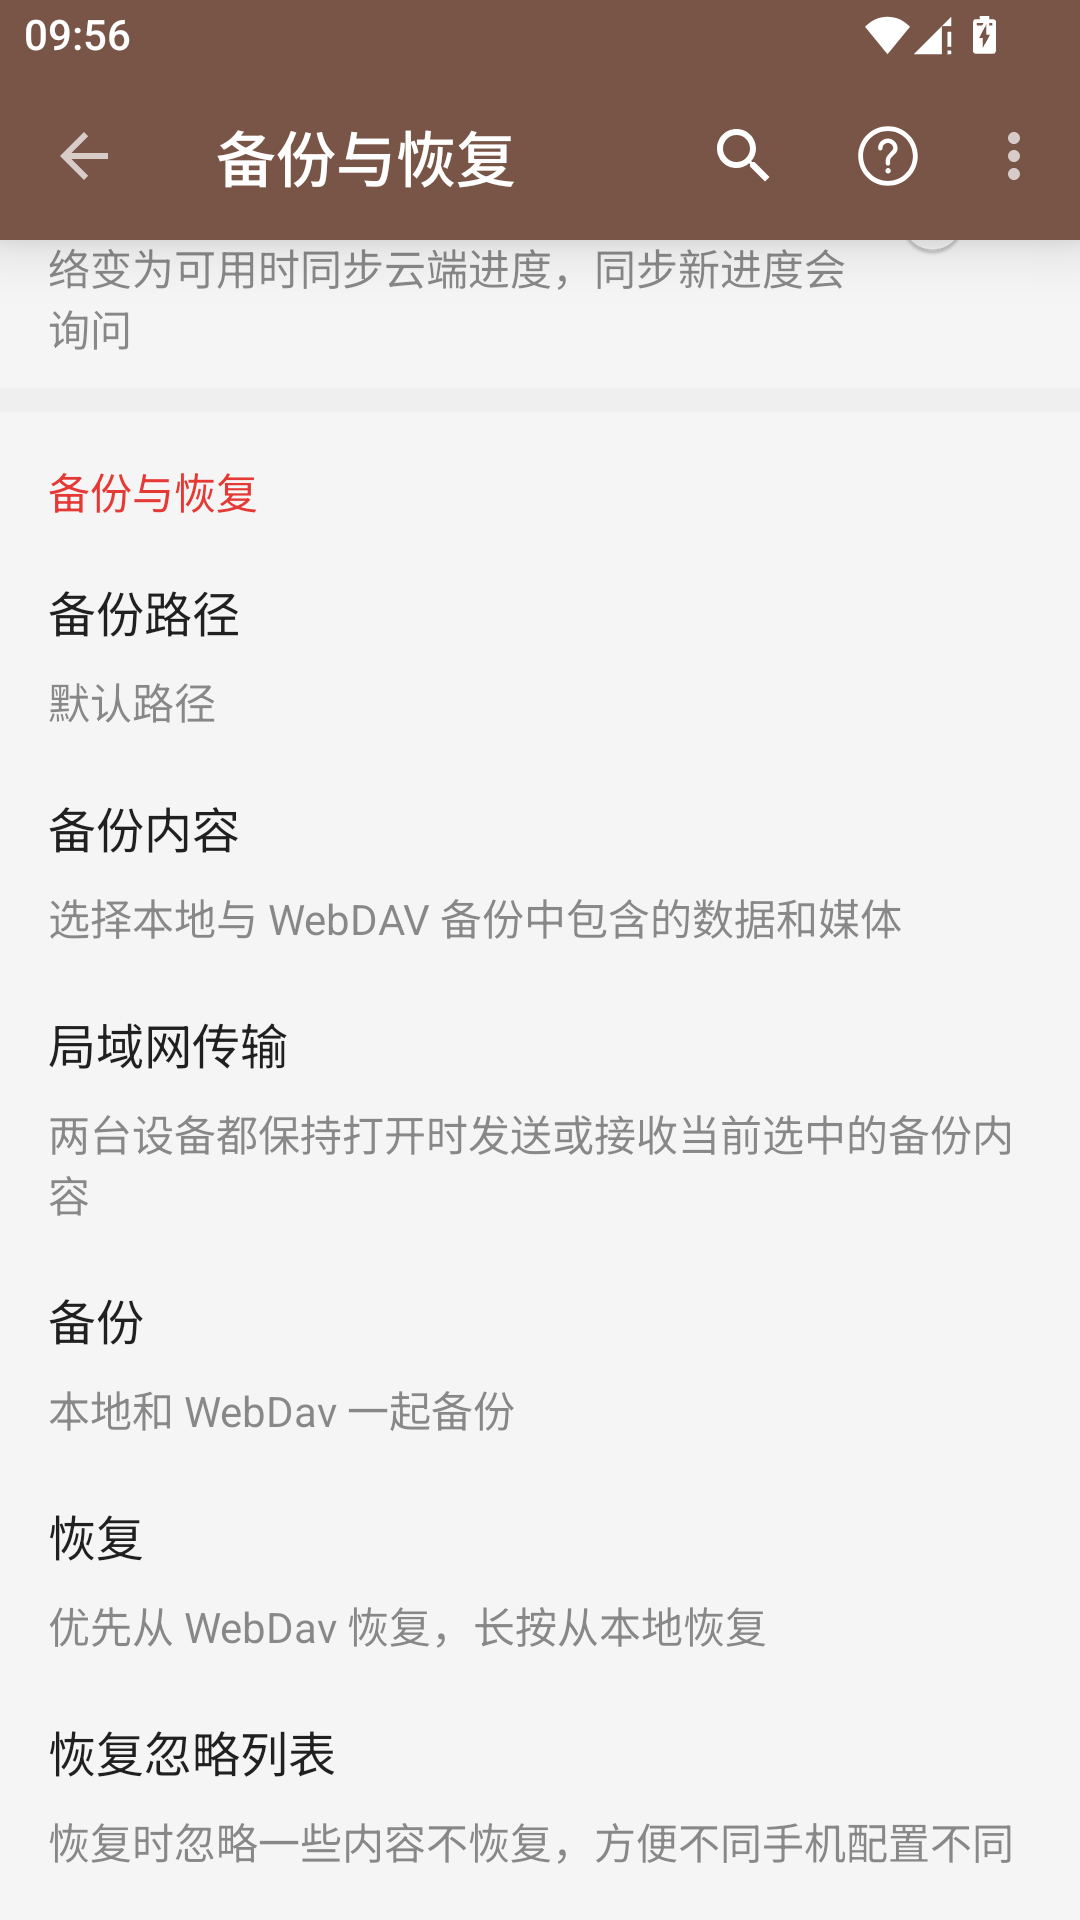 09:56
备份与恢复
络变为可用时同步云端进度，同步新进度会
询问
备份与恢复
备份路径
默认路径
备份内容
选择本地与 WebDAV 备份中包含的数据和媒体
局域网传输
两台设备都保持打开时发送或接收当前选中的备份内
容
备份
本地和 WebDav 一起备份
恢复
优先从 WebDav 恢复，长按从本地恢复
恢复忽略列表
恢复时忽略一些内容不恢复，方便不同手机配置不同